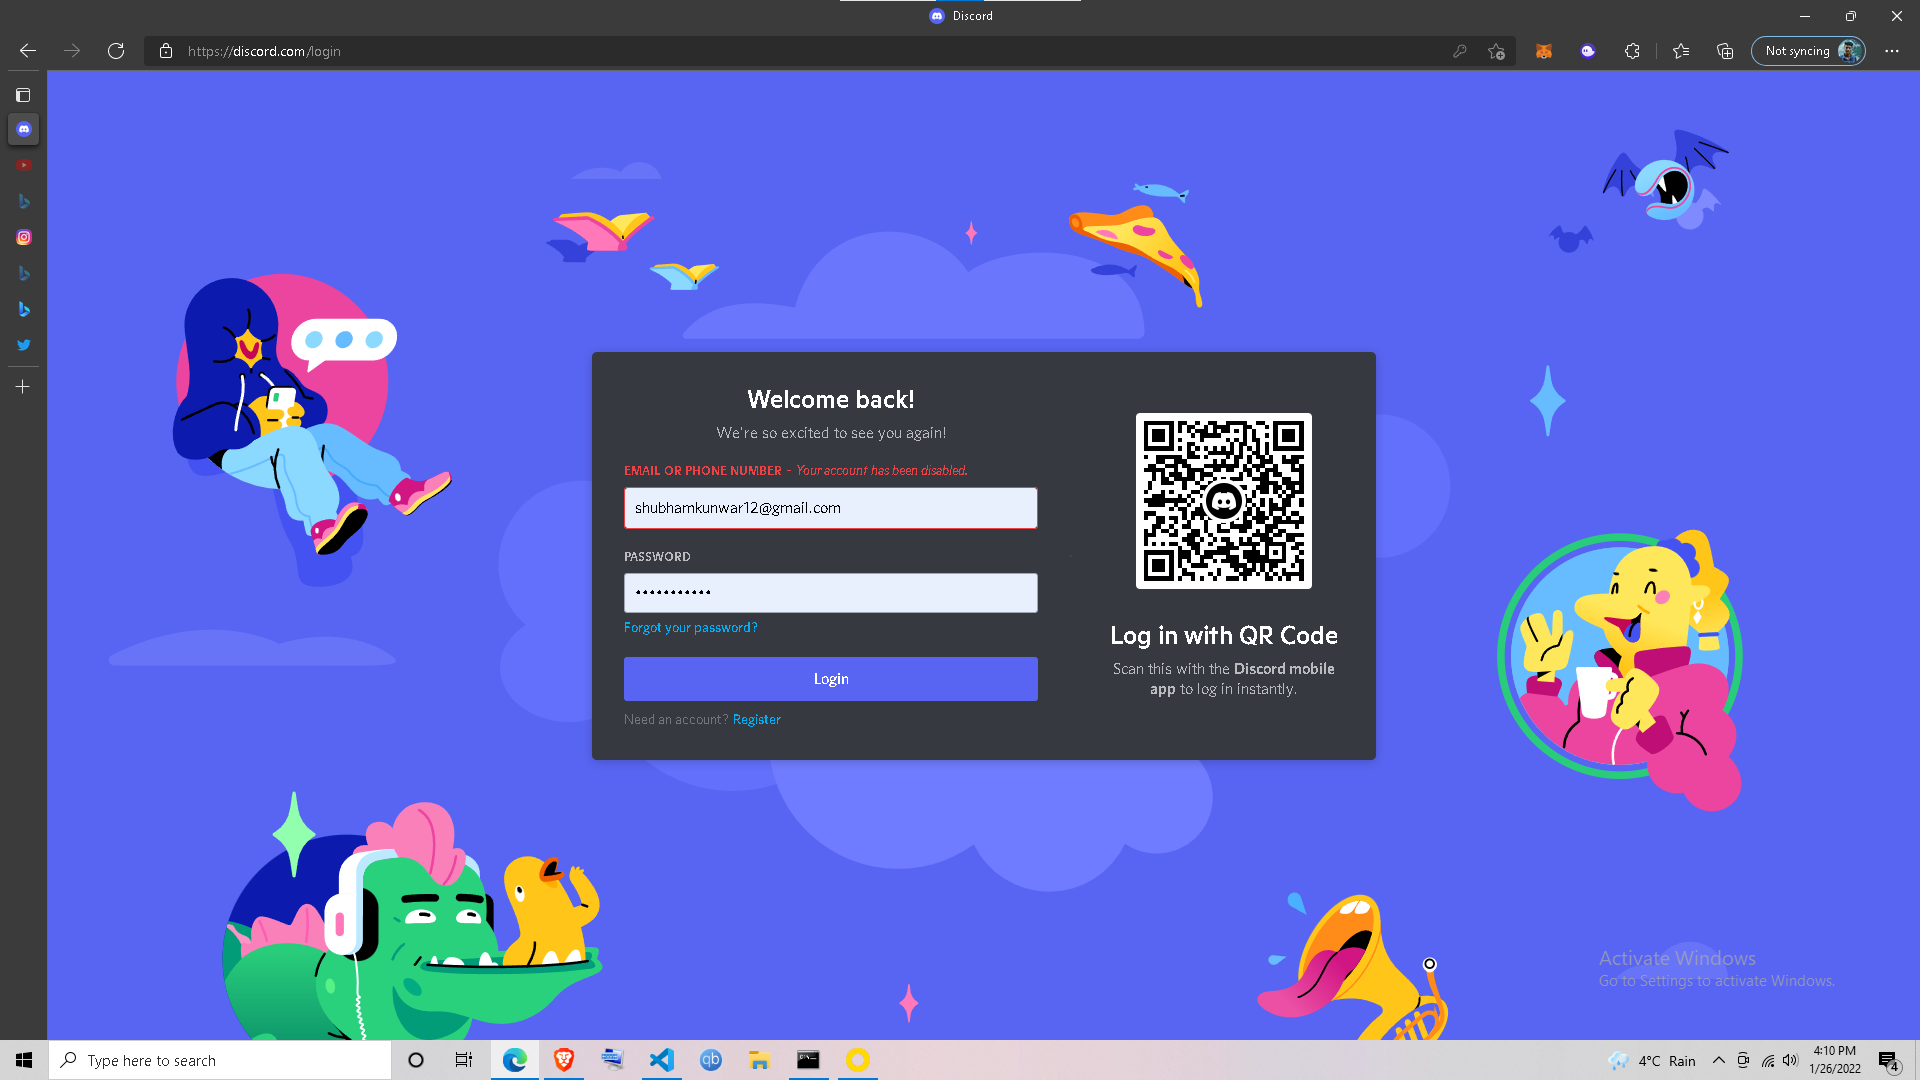 Discord
https://discord.com/login
Not syncing
Welcome back!
We're so excited to see you again!
EMAIL OR PHONE NUMBER - Your account has been disabled.
shubhamkunwar12@gmail.com
PASSWORD
Forgot your password?
Login
Need an account? Register
Log in with QR Code
Scan this with the Discord mobile
app to log in instantly.
Activate Windows
Go to Settings to activate Windows.
Type here to search
qb
4°C Rain
4:10 PM
1/26/2022
4